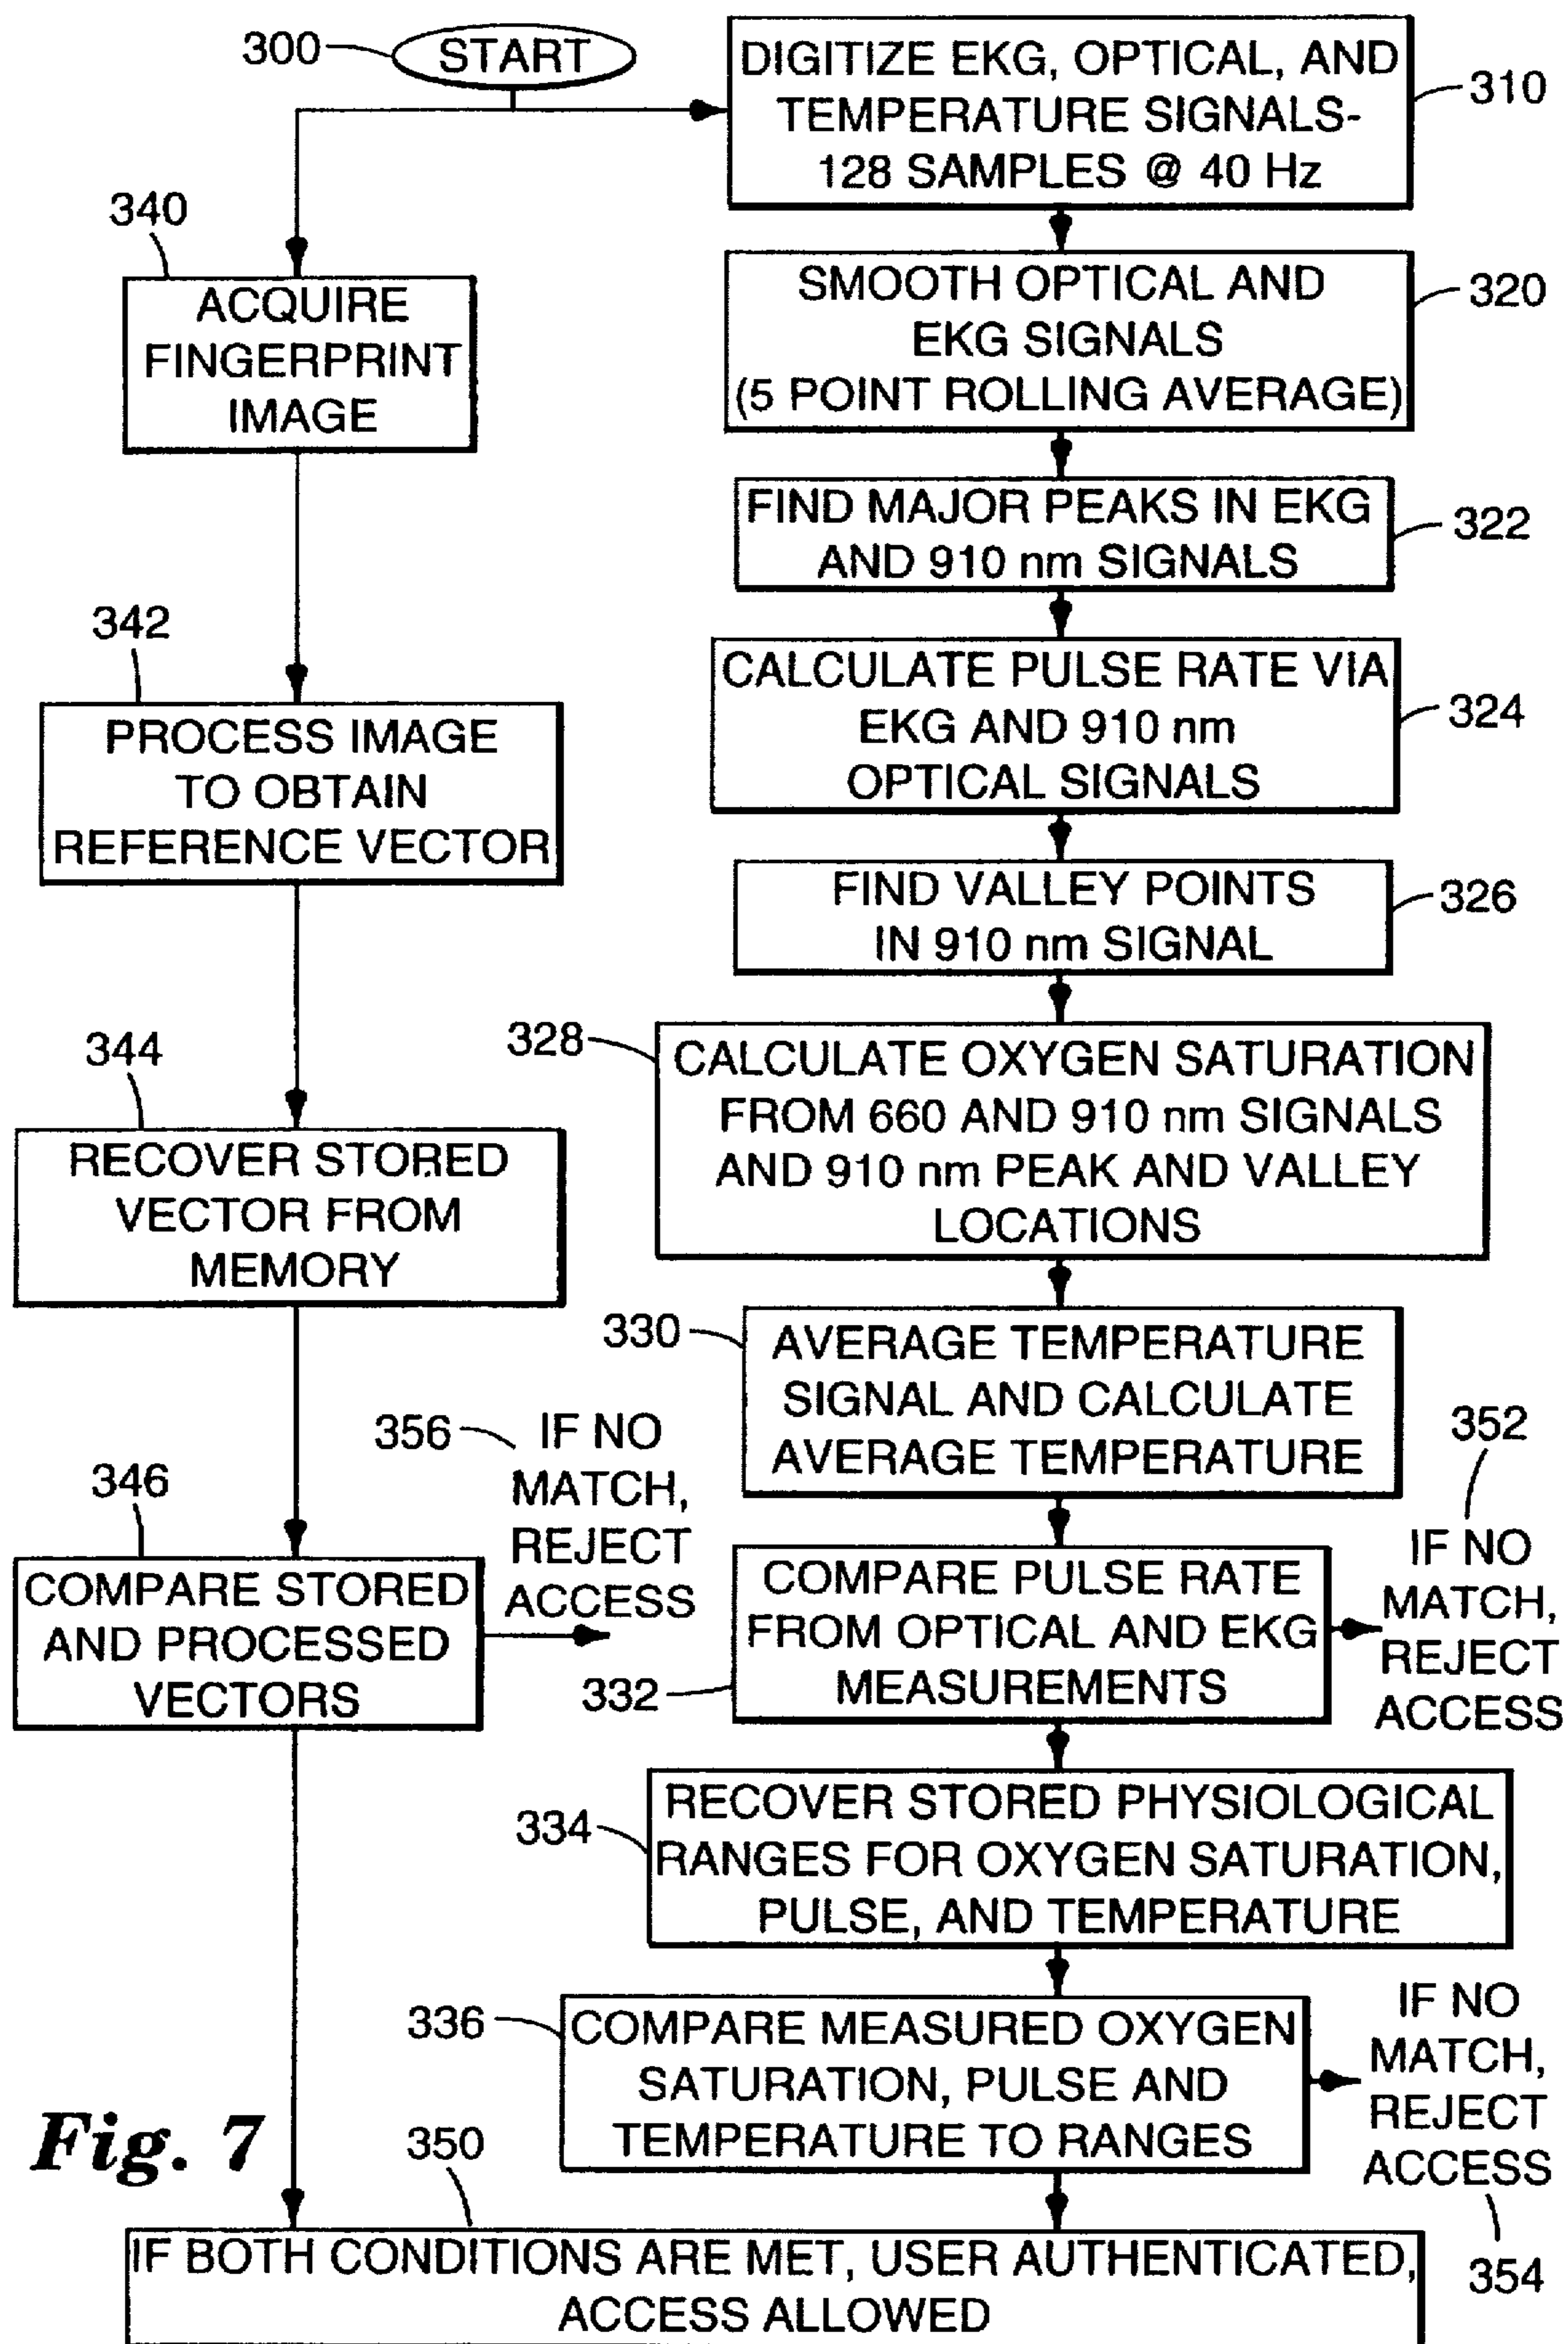 300
START
DIGITIZE EKG, OPTICAL, AND
TEMPERATURE SIGNALS-
128 SAMPLES @ 40 Hz
310
340
ACQUIRE
FINGERPRINT
IMAGE
SMOOTH OPTICAL AND
EKG SIGNALS
(5 POINT ROLLING AVERAGE)
320
FIND MAJOR PEAKS IN EKG
AND 910 nm SIGNALS
322
342
PROCESS IMAGE
TO OBTAIN
REFERENCE VECTOR
CALCULATE PULSE RATE VIA
EKG AND 910 nm
OPTICAL SIGNALS
324
FIND VALLEY POINTS
IN 910 nm SIGNAL
326
344
RECOVER STORED
VECTOR FROM
MEMORY
328
CALCULATE OXYGEN SATURATION
FROM 660 AND 910 nm SIGNALS
AND 910 nm PEAK AND VALLEY
LOCATIONS
330
AVERAGE TEMPERATURE
SIGNAL AND CALCULATE
AVERAGE TEMPERATURE
346
COMPARE STORED
AND PROCESSED
VECTORS
356
IF NO
MATCH,
REJECT
ACCESS
332
COMPARE PULSE RATE
FROM OPTICAL AND EKG
MEASUREMENTS
352
IF NO
MATCH,
REJECT
ACCESS
334
RECOVER STORED PHYSIOLOGICAL
RANGES FOR OXYGEN SATURATION,
PULSE, AND TEMPERATURE
336
COMPARE MEASURED OXYGEN
SATURATION, PULSE AND
TEMPERATURE TO RANGES
IF NO
MATCH,
REJECT
ACCESS
354
Fig. 7
350
IF BOTH CONDITIONS ARE MET, USER AUTHENTICATED,
ACCESS ALLOWED